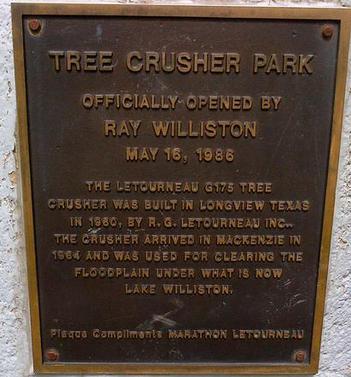 TREE CRUSHER PARK
OFFICIALLY OPENED BY
RAY WILLISTON
MAY 16, 1986
THE LETOURNEAU G175 TREE
CRUSHER WAS BUILT IN LONGVIEW TEXAS
IN 1960, BY R.G. LETOURNEAU INC..
THE CRUSHER ARRIVED IN MACKENZIE IN
1964 AND WAS USED FOR CLEARING THE
FLOODPLAIN UNDER WHAT IS NOW
LAKE WILLISTON.
Plaque Compliments MARATHON LETOURNEAU